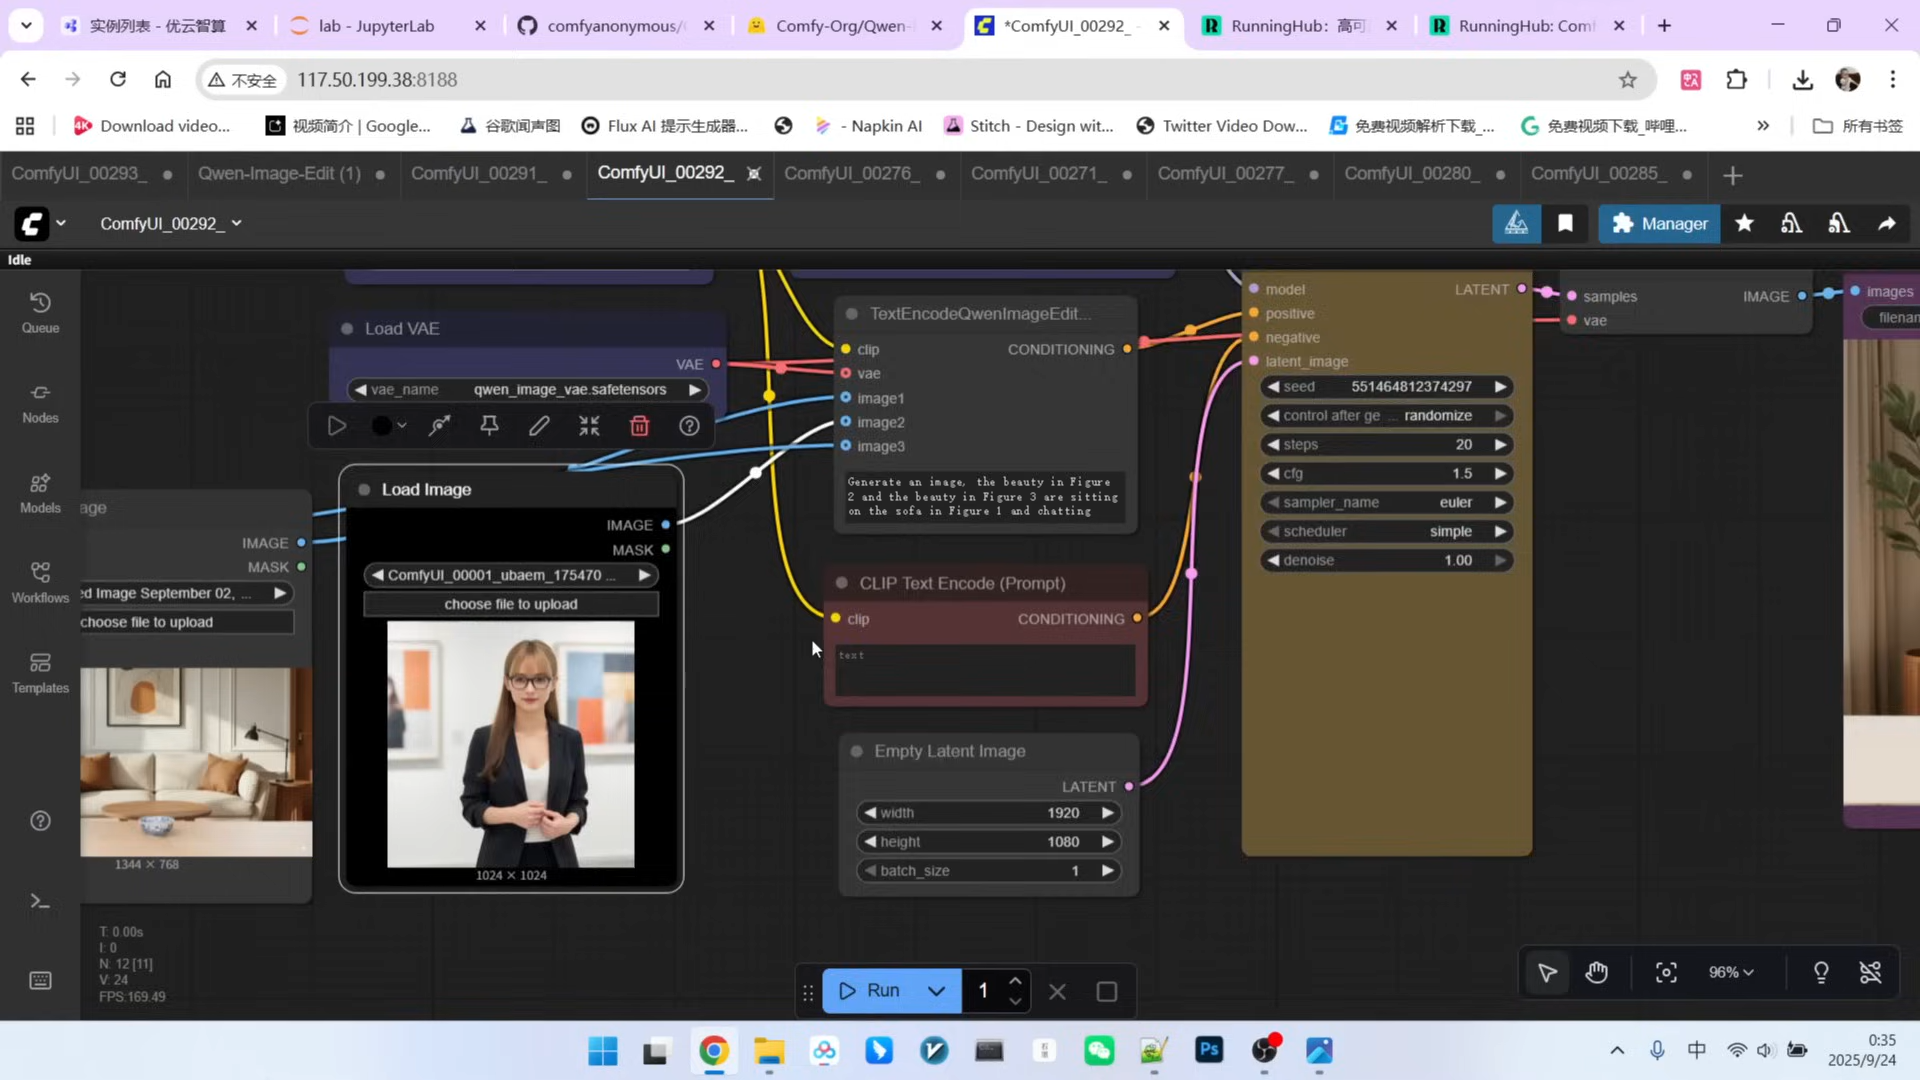 实例列表 - 优云智算
lab - JupyterLab
comfyanonymous/
Comfy-Org/Qwen-
*ComfyUI_00292_
RunningHub：高可
RunningHub: Comf
不安全
117.50.199.38:8188
Download video...
视频简介 | Google...
谷歌闻声图
Flux AI 提示生成器...
- Napkin AI
Stitch - Design wit...
Twitter Video Dow...
免费视频解析下载_...
免费视频下载_哔哩...
»
所有书签
ComfyUI_00293_
Qwen-Image-Edit (1)
ComfyUI_00291_
ComfyUI_00292_
ComfyUI_00276_
ComfyUI_00271_
ComfyUI_00277_
ComfyUI_00280_
ComfyUI_00285_
ComfyUI_00292_
Manager
Idle
Queue
Nodes
Models
Workflows
Templates
Load VAE
VAE
vae_name
qwen_image_vae.safetensors
age
IMAGE
MASK
ed Image September 02, ...
choose file to upload
1344 × 768
Load Image
IMAGE
MASK
ComfyUI_00001_ubaem_175470 ...
choose file to upload
1024 × 1024
TextEncodeQwenImageEdit...
clip
CONDITIONING
vae
image1
image2
image3
Generate an image, the beauty in Figure
2 and the beauty in Figure 3 are sitting
on the sofa in Figure 1 and chatting
CLIP Text Encode (Prompt)
clip
CONDITIONING
text
Empty Latent Image
LATENT
width 1920
height 1080
batch_size 1
model
LATENT
positive
negative
latent_image
seed 551464812374297
control after ge ... randomize
steps 20
cfg 1.5
sampler_name euler
scheduler simple
denoise 1.00
samples
IMAGE
vae
images
filenan
T: 0.00s
I: 0
N: 12 [11]
V: 24
FPS:169.49
Run
1
96%
Ps
中
0:35
2025/9/24